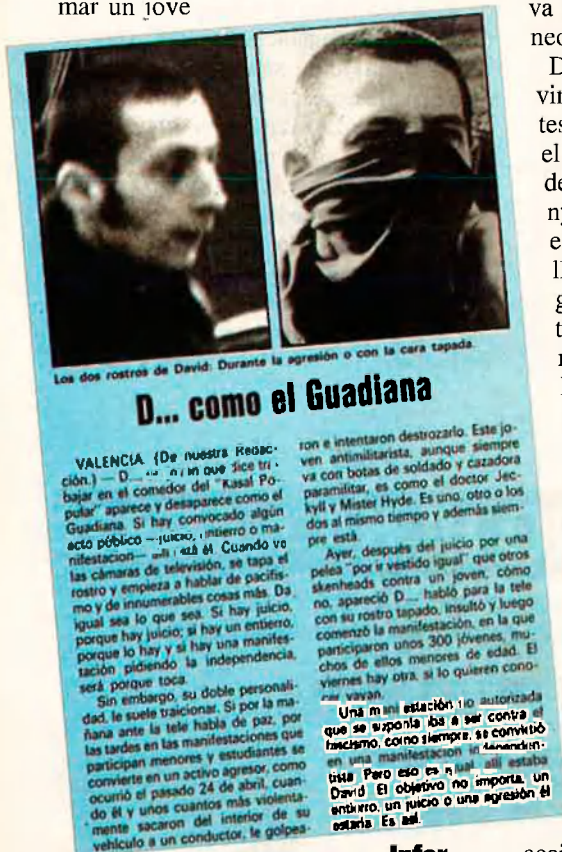 mar un jove
Los dos rostros de David: Durante la agresión o con la cara tapada.
D... como el Guadiana
VALENCIA. (De nuestra Redac-
ción.) — D... que dice tra-
bajar en el comedor del "Kasal Po-
pular" aparece y desaparece como el
Guadiana. Si hay convocado algún
acto público —juicio, entierro o ma-
nifestacion— allí está él. Cuando ve
las cámaras de televisión, se tapa el
rostro y empieza a hablar de pacifis-
mo y de innumerables cosas más. Da
igual sea lo que sea. Si hay juicio,
porque hay juicio; si hay un entierro,
porque lo hay y si hay una manifes-
tación pidiendo la independencia,
será porque toca.
Sin embargo, su doble personali-
dad, le suele traicionar. Si por la ma-
ñana ante la tele habla de paz, por
las tardes en las manifestaciones que
participan menores y estudiantes se
convierte en un activo agresor, como
ocurrió el pasado 24 de abril, cuan-
do él y unos cuantos más violenta-
mente sacaron del interior de su
vehículo a un conductor, le golpea-
ron e intentaron destrozarlo. Este jo-
ven antimilitarista, aunque siempre
va con botas de soldado y cazadora
paramilitar, es como el doctor Jec-
kyll y Mister Hyde. Es uno, otro o los
dos al mismo tiempo y además siem-
pre está.
Ayer, después del juicio por una
pelea "por ir vestido igual" que otros
skenheads contra un joven, cómo
no, apareció D... habló para la tele
con su rostro tapado, insultó y luego
comenzó la manifestación, en la que
participaron unos 300 jóvenes, mu-
chos de ellos menores de edad. El
viernes hay otra, si lo quieren cono-
cer vayan.
Una manifestación no autorizada
que se suponía iba a ser contra el
fascismo, como siempre, se convirtió
en una manifestación independen-
tista. Pero eso es igual, allí estaba
David. El objetivo no importa, un
entierro, un juicio o una agresión él
estaría. Es así.
va
nec
D
vin
tes
el
de
ny
e
ll
g
t
r
Infor